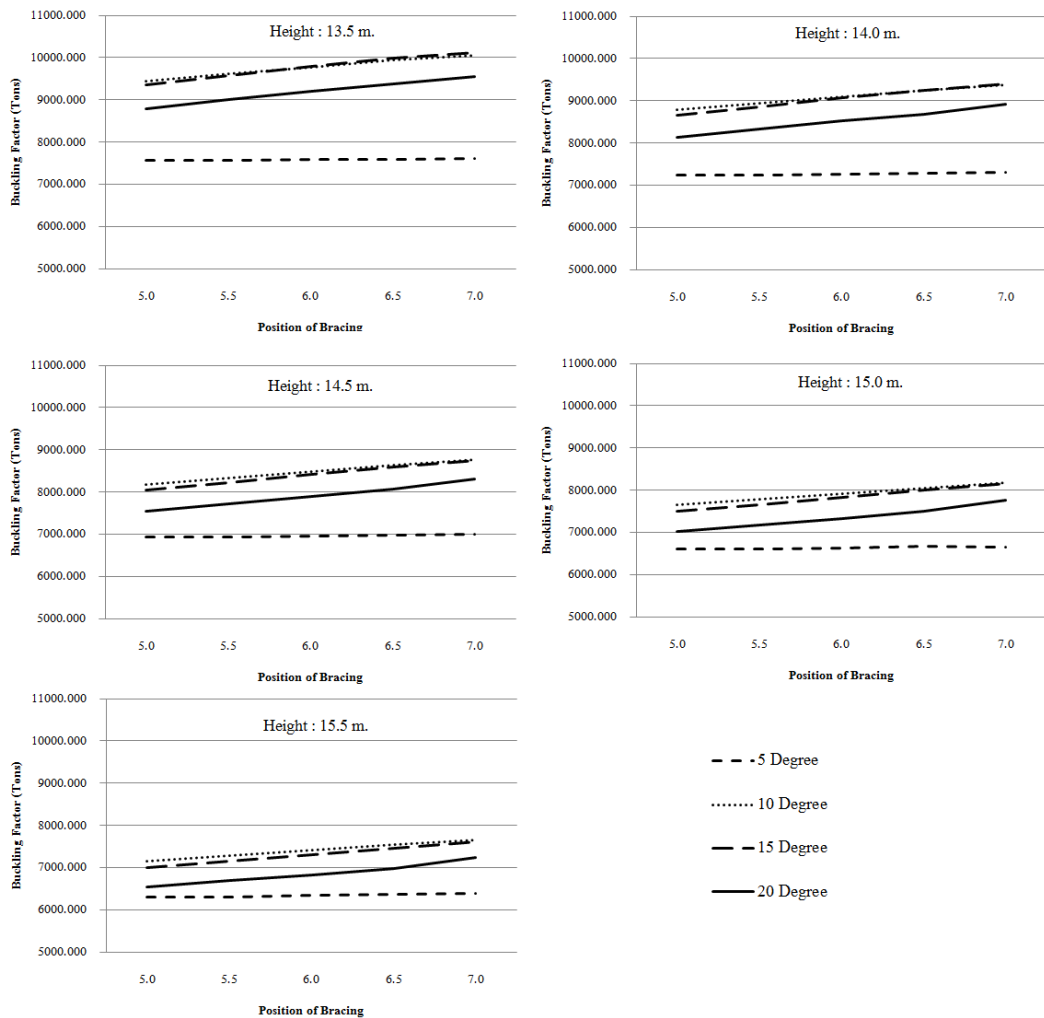 Height : 13.5 m.
Buckling Factor (Tons)
11000.000
10000.000
9000.000
8000.000
7000.000
6000.000
5000.000
5.0 5.5 6.0 6.5 7.0
Position of Bracing
Height : 14.0 m.
Buckling Factor (Tons)
11000.000
10000.000
9000.000
8000.000
7000.000
6000.000
5000.000
5.0 5.5 6.0 6.5 7.0
Position of Bracing
Height : 14.5 m.
Buckling Factor (Tons)
11000.000
10000.000
9000.000
8000.000
7000.000
6000.000
5000.000
5.0 5.5 6.0 6.5 7.0
Position of Bracing
Height : 15.0 m.
Buckling Factor (Tons)
11000.000
10000.000
9000.000
8000.000
7000.000
6000.000
5000.000
5.0 5.5 6.0 6.5 7.0
Position of Bracing
Height : 15.5 m.
Buckling Factor (Tons)
11000.000
10000.000
9000.000
8000.000
7000.000
6000.000
5000.000
5.0 5.5 6.0 6.5 7.0
Position of Bracing
5 Degree
10 Degree
15 Degree
20 Degree